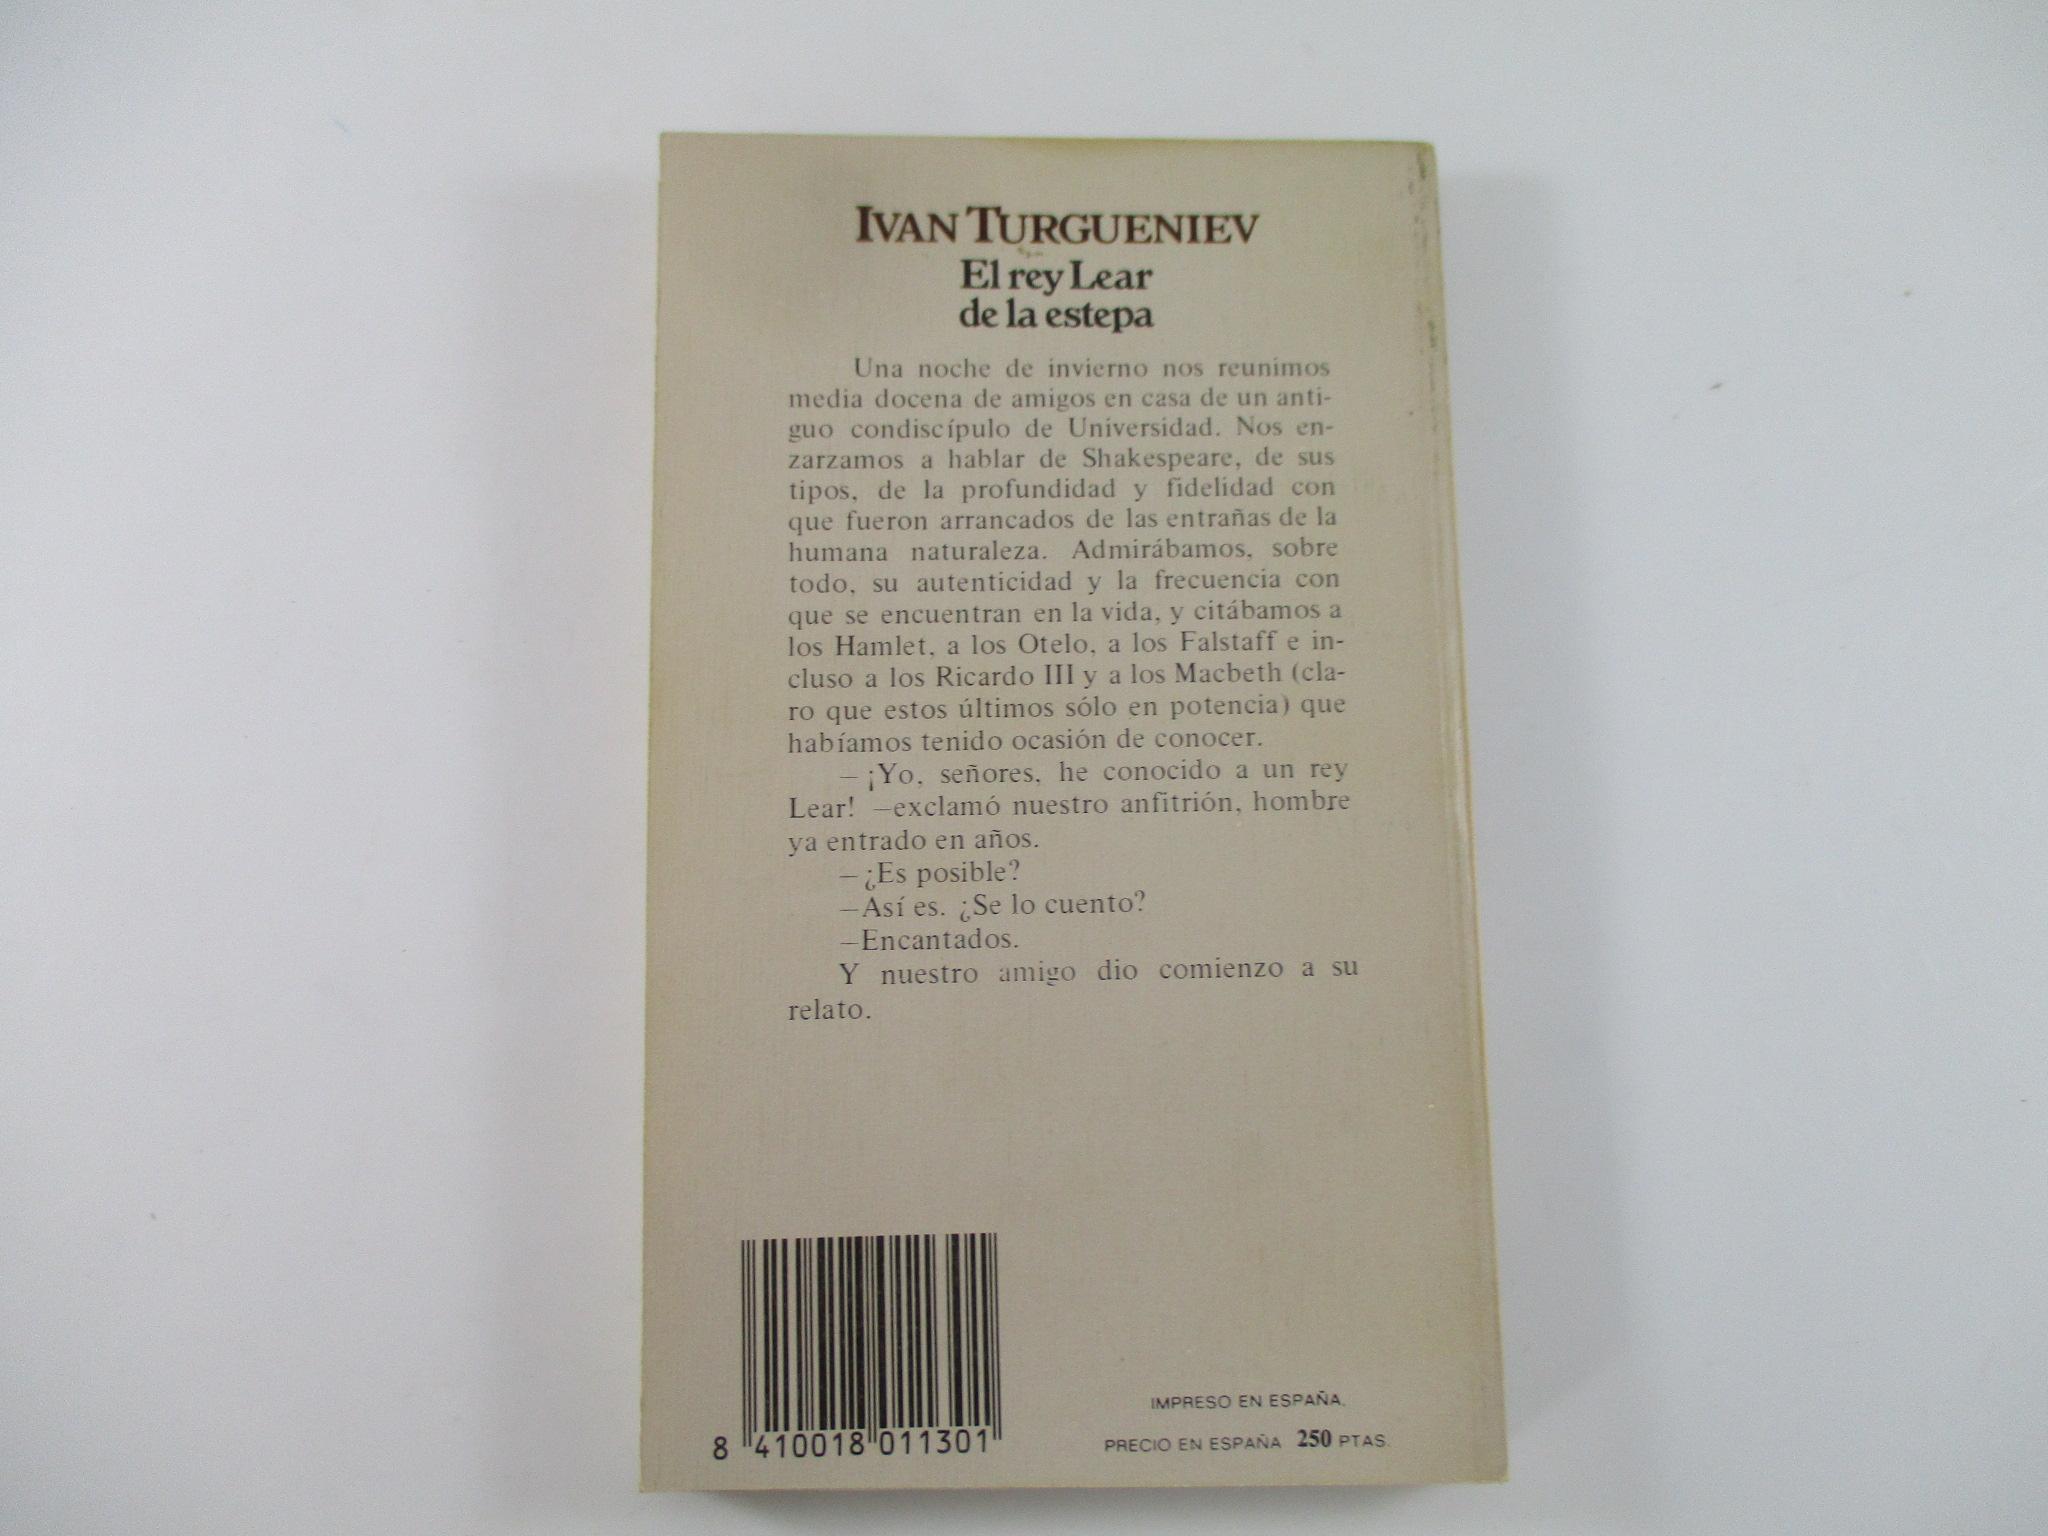 IVAN TURGUENIEV
El rey Lear
de la estepa
Una noche de invierno nos reunimos
media docena de amigos en casa de un anti-
guo condiscípulo de Universidad. Nos en-
zarzamos a hablar de Shakespeare, de sus
tipos, de la profundidad y fidelidad con
que fueron arrancados de las entrañas de la
humana naturaleza. Admirábamos, sobre
todo, su autenticidad y la frecuencia con
que se encuentran en la vida, y citábamos a
los Hamlet, a los Otelo, a los Falstaff e in-
cluso a los Ricardo III y a los Macbeth (cla-
ro que estos últimos sólo en potencia) que
habíamos tenido ocasión de conocer.
— ¡Yo, señores, he conocido a un rey
Lear! —exclamó nuestro anfitrión, hombre
ya entrado en años.
— ¿Es posible?
—Así es. ¿Se lo cuento?
—Encantados.
Y nuestro amigo dio comienzo a su
relato.
8 410018 011301
IMPRESO EN ESPAÑA.
PRECIO EN ESPAÑA 250 PTAS.